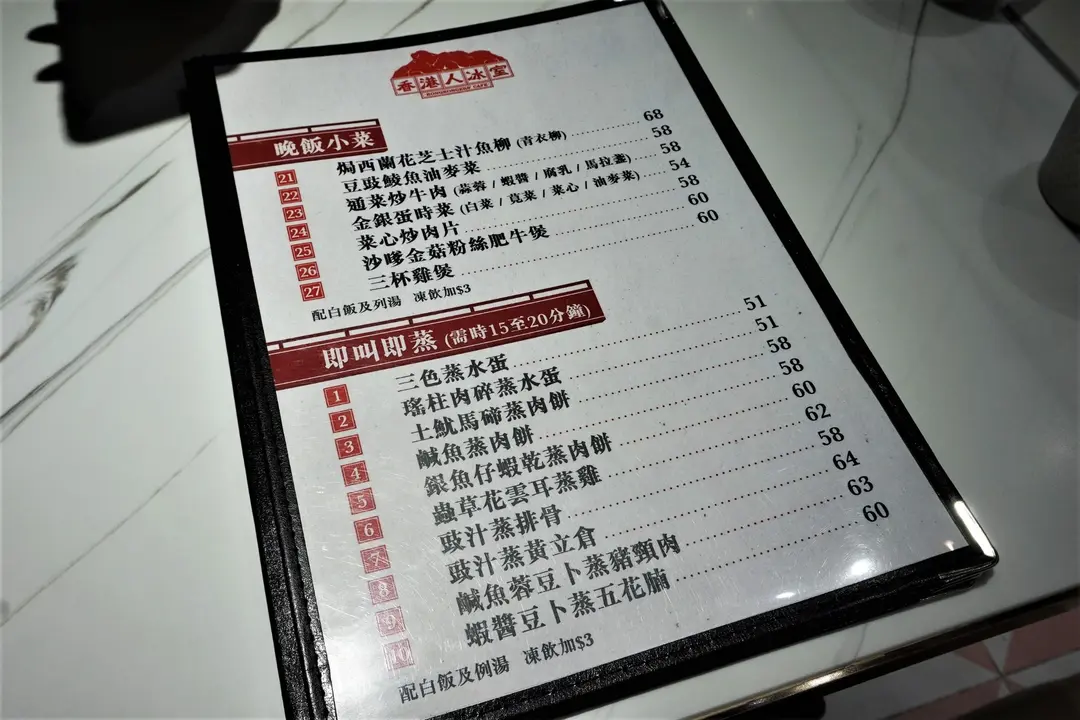 香港人冰室
HONGKONGER CAFE
晚飯小菜
21 焗西蘭花芝士汁魚柳 (青衣柳) 68
22 豆豉鯪魚油麥菜 58
23 通菜炒牛肉 (蒜蓉 / 蝦醬 / 腐乳 / 馬拉盞) 58
24 金銀蛋時菜 (白菜 / 莧菜 / 菜心 / 油麥菜) 54
25 菜心炒肉片 58
26 沙嗲金菇粉絲肥牛煲 60
27 三杯雞煲 60
配白飯及列湯 凍飲加$3
即叫即蒸 (需時15至20分鐘)
1 三色蒸水蛋 51
2 瑤柱肉碎蒸水蛋 51
3 土魷馬碲蒸肉餅 58
4 鹹魚蒸肉餅 58
5 銀魚仔蝦乾蒸肉餅 60
6 蟲草花雲耳蒸雞 62
7 豉汁蒸排骨 58
8 豉汁蒸黃立倉 64
9 鹹魚蓉豆卜蒸豬頸肉 63
10 蝦醬豆卜蒸五花腩 60
配白飯及例湯 凍飲加$3